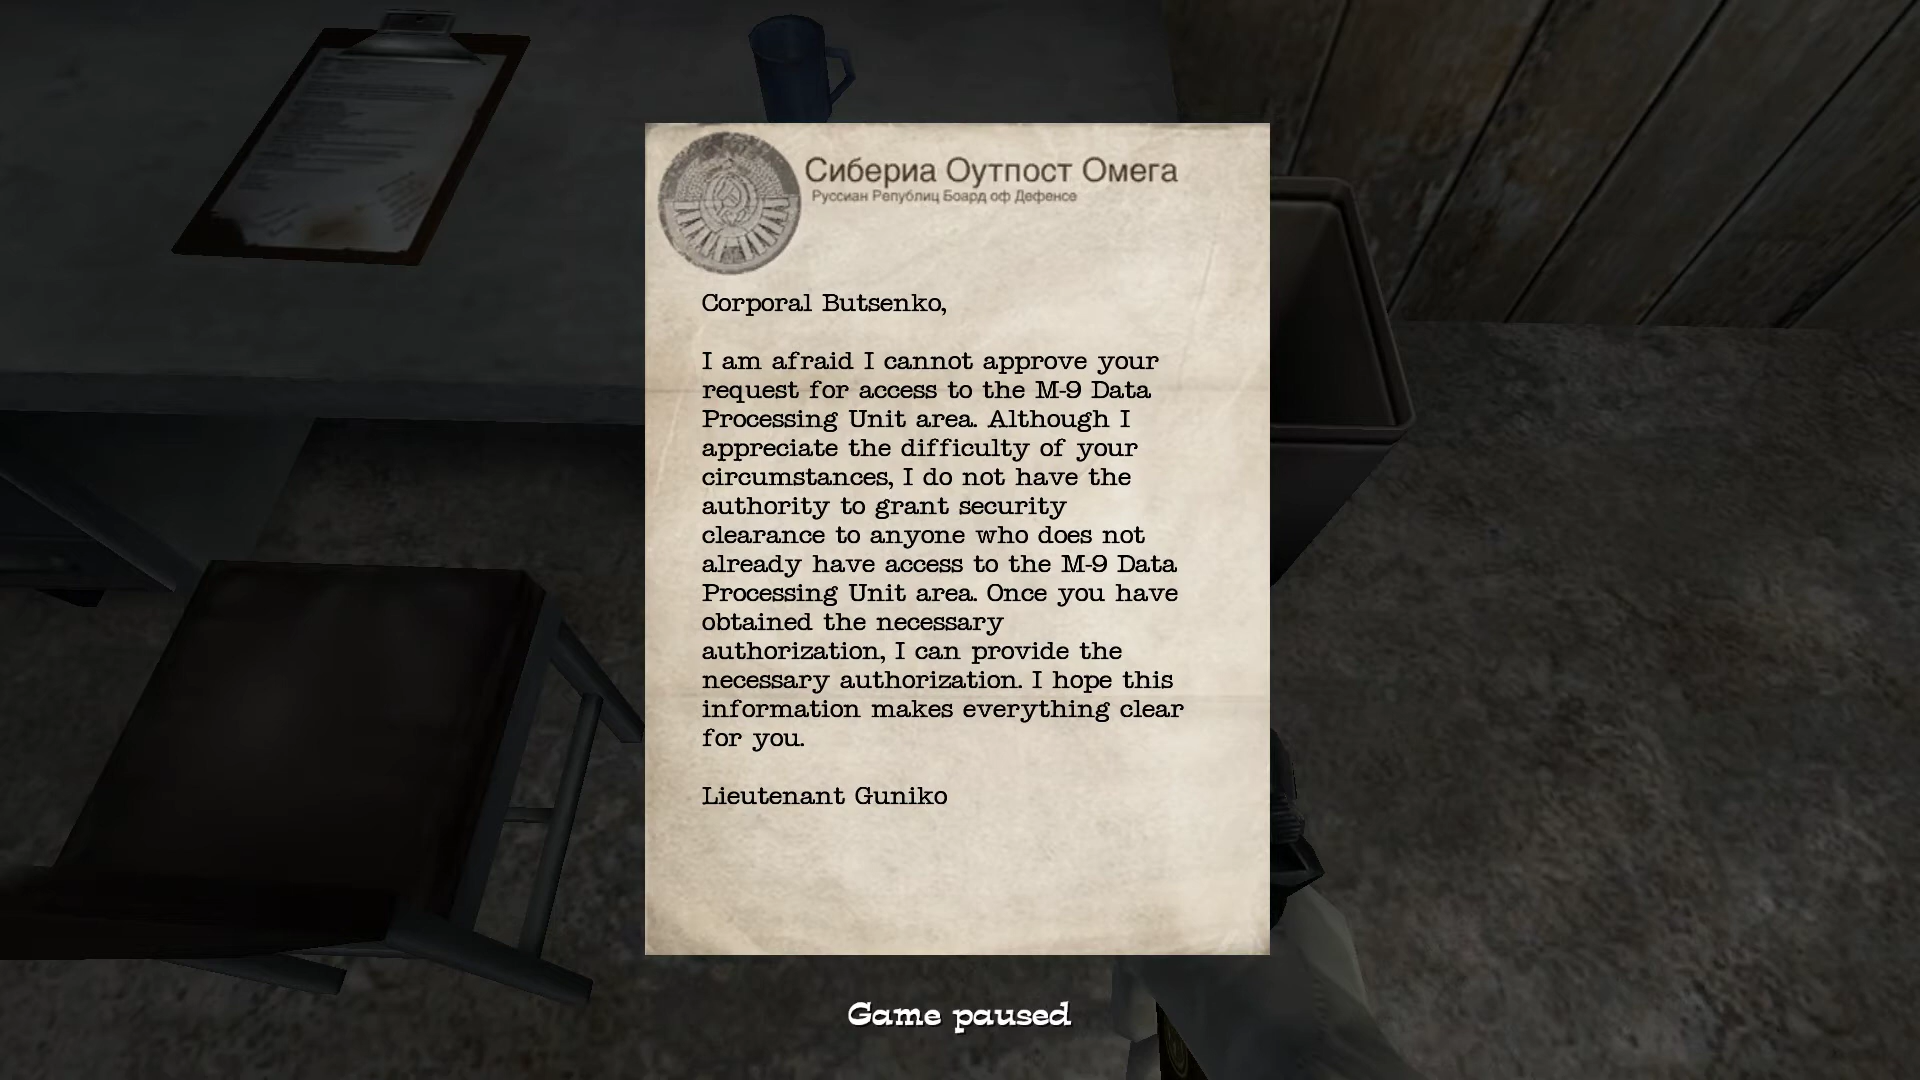 Сибериа Оутпост Омега
Руссиан Републиц Боард оф Дефенсе
Corporal Butsenko,
I am afraid I cannot approve your
request for access to the M-9 Data
Processing Unit area. Although I
appreciate the difficulty of your
circumstances, I do not have the
authority to grant security
clearance to anyone who does not
already have access to the M-9 Data
Processing Unit area. Once you have
obtained the necessary
authorization, I can provide the
necessary authorization. I hope this
information makes everything clear
for you.
Lieutenant Guniko
Game paused